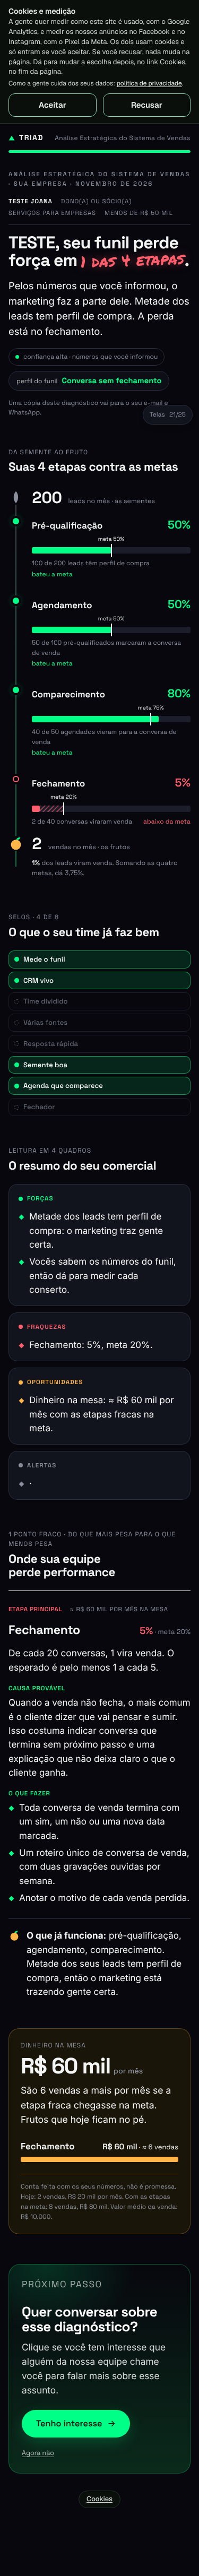 Cookies e medição
A gente quer medir como este site é usado, com o Google
Analytics, e medir os nossos anúncios no Facebook e no
Instagram, com o Pixel da Meta. Os dois usam cookies e
só entram se você aceitar. Se você recusar, nada muda na
página. Dá para mudar a escolha depois, no link Cookies,
no fim da página.
Como a gente cuida dos seus dados: política de privacidade.
Aceitar
Recusar
TRIAD
Análise Estratégica do Sistema de Vendas
ANÁLISE ESTRATÉGICA DO SISTEMA DE VENDAS
· SUA EMPRESA · NOVEMBRO DE 2026
TESTE JOANA DONO(A) OU SÓCIO(A)
SERVIÇOS PARA EMPRESAS MENOS DE R$ 50 MIL
TESTE, seu funil perde
força em 1 das 4 etapas.
Pelos números que você informou, o
marketing faz a parte dele. Metade dos
leads tem perfil de compra. A perda
está no fechamento.
confiança alta · números que você informou
perfil do funil Conversa sem fechamento
Uma cópia deste diagnóstico vai para o seu e-mail e
WhatsApp.
Telas 21/25
DA SEMENTE AO FRUTO
Suas 4 etapas contra as metas
200 leads no mês · as sementes
Pré-qualificação 50%
meta 50%
100 de 200 leads têm perfil de compra
bateu a meta
Agendamento 50%
meta 50%
50 de 100 pré-qualificados marcaram a conversa
de venda
bateu a meta
Comparecimento 80%
meta 75%
40 de 50 agendados vieram para a conversa de
venda
bateu a meta
Fechamento 5%
meta 20%
2 de 40 conversas viraram venda abaixo da meta
2 vendas no mês · os frutos
1% dos leads viram venda. Somando as quatro
metas, dá 3,75%.
SELOS · 4 DE 8
O que o seu time já faz bem
Mede o funil
CRM vivo
Time dividido
Várias fontes
Resposta rápida
Semente boa
Agenda que comparece
Fechador
LEITURA EM 4 QUADROS
O resumo do seu comercial
FORÇAS
Metade dos leads tem perfil de
compra: o marketing traz gente
certa.
Vocês sabem os números do funil,
então dá para medir cada
conserto.
FRAQUEZAS
Fechamento: 5%, meta 20%.
OPORTUNIDADES
Dinheiro na mesa: ≈ R$ 60 mil por
mês com as etapas fracas na
meta.
ALERTAS
.
1 PONTO FRACO · DO QUE MAIS PESA PARA O QUE
MENOS PESA
Onde sua equipe
perde performance
ETAPA PRINCIPAL ≈ R$ 60 MIL POR MÊS NA MESA
Fechamento 5% · meta 20%
De cada 20 conversas, 1 vira venda. O
esperado é pelo menos 1 a cada 5.
CAUSA PROVÁVEL
Quando a venda não fecha, o mais comum
é o cliente dizer que vai pensar e sumir.
Isso costuma indicar conversa que
termina sem próximo passo e uma
explicação que não deixa claro o que o
cliente ganha.
O QUE FAZER
Toda conversa de venda termina com
um sim, um não ou uma nova data
marcada.
Um roteiro único de conversa de venda,
com duas gravações ouvidas por
semana.
Anotar o motivo de cada venda perdida.
O que já funciona: pré-qualificação,
agendamento, comparecimento.
Metade dos seus leads tem perfil de
compra, então o marketing está
trazendo gente certa.
DINHEIRO NA MESA
R$ 60 mil por mês
São 6 vendas a mais por mês se a
etapa fraca chegasse na meta.
Frutos que hoje ficam no pé.
Fechamento R$ 60 mil · ≈ 6 vendas
Conta feita com os seus números, não é promessa.
Hoje: 2 vendas, R$ 20 mil por mês. Com as etapas
na meta: 8 vendas, R$ 80 mil. Valor médio da venda:
R$ 10.000.
PRÓXIMO PASSO
Quer conversar sobre
esse diagnóstico?
Clique se você tem interesse que
alguém da nossa equipe chame
você para falar mais sobre esse
assunto.
Tenho interesse →
Agora não
Cookies